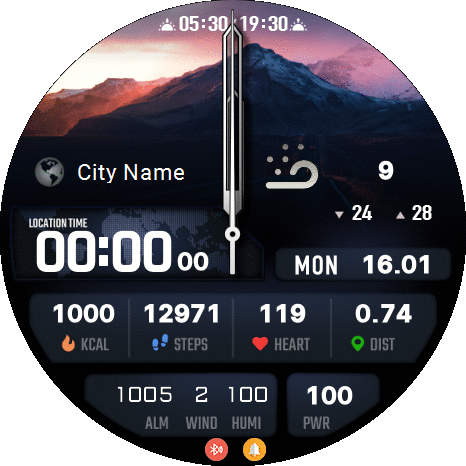 05:30 19:30
City Name
9
24 28
LOCATION TIME
00:00 00
MON 16.01
1000 12971 119 0.74
KCAL STEPS HEART DIST
1005 2 100 100
ALM WIND HUMI PWR